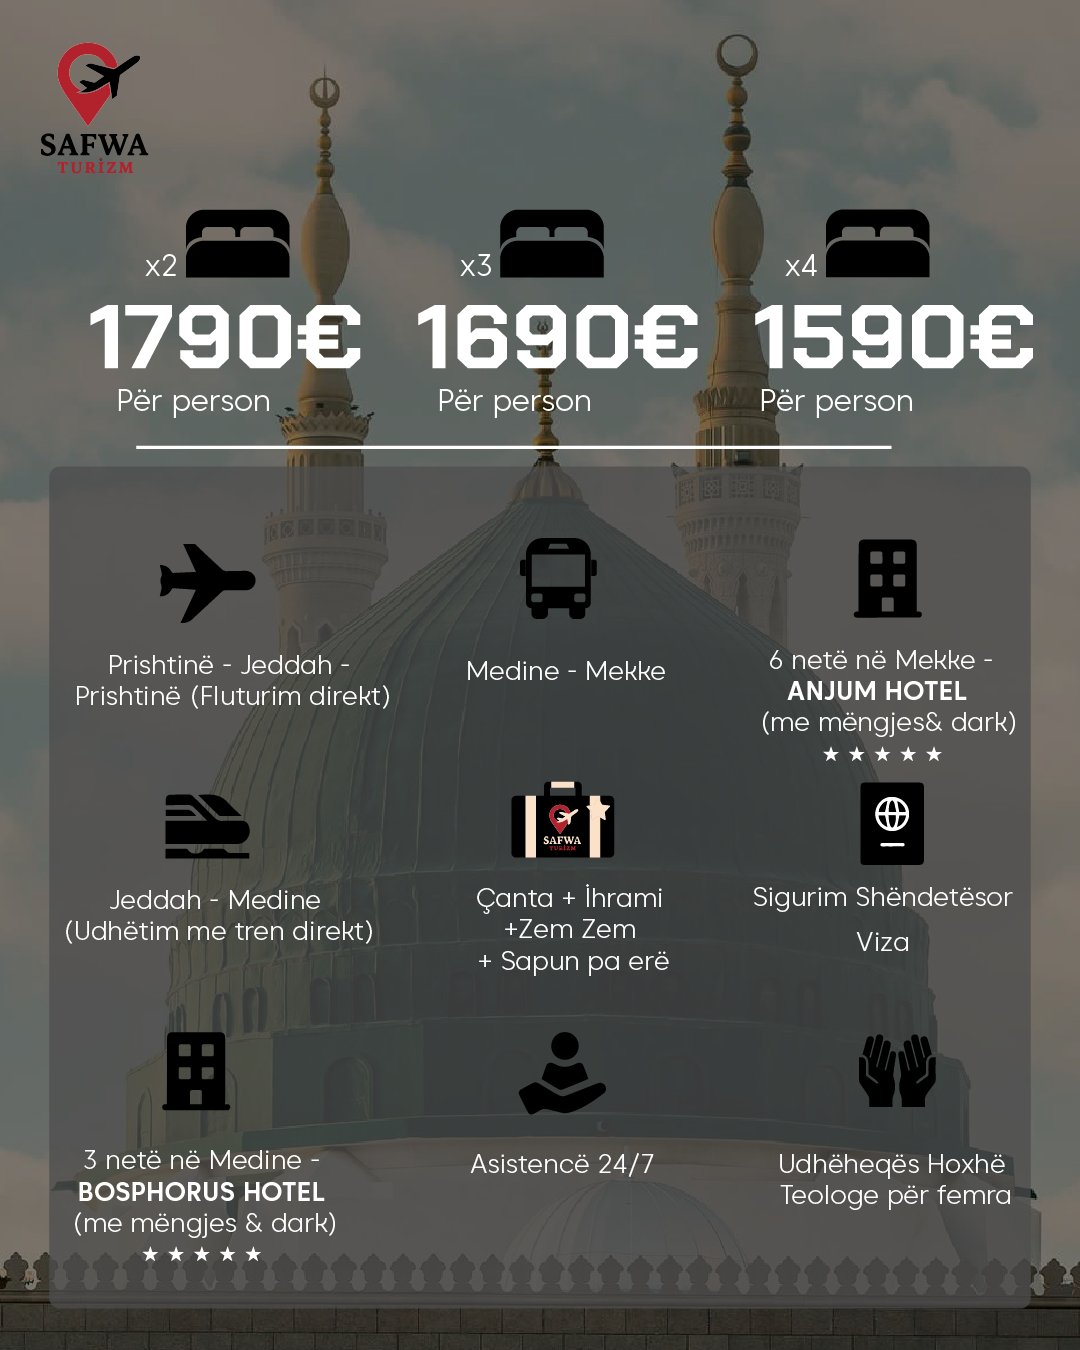 SAFWA
TURİZM
x2
x3
x4
1790€
1690€
1590€
Për person
Për person
Për person
Prishtinë - Jeddah -
Prishtinë (Fluturim direkt)
Medine - Mekke
6 netë në Mekke -
ANJUM HOTEL
(me mëngjes& dark)
★ ★ ★ ★ ★
Jeddah - Medine
(Udhëtim me tren direkt)
SAFWA
TURİZM
Çanta + İhrami
+Zem Zem
+ Sapun pa erë
Sigurim Shëndetësor
Viza
3 netë në Medine -
BOSPHORUS HOTEL
(me mëngjes & dark)
★ ★ ★ ★ ★
Asistencë 24/7
Udhëheqës Hoxhë
Teologe për femra